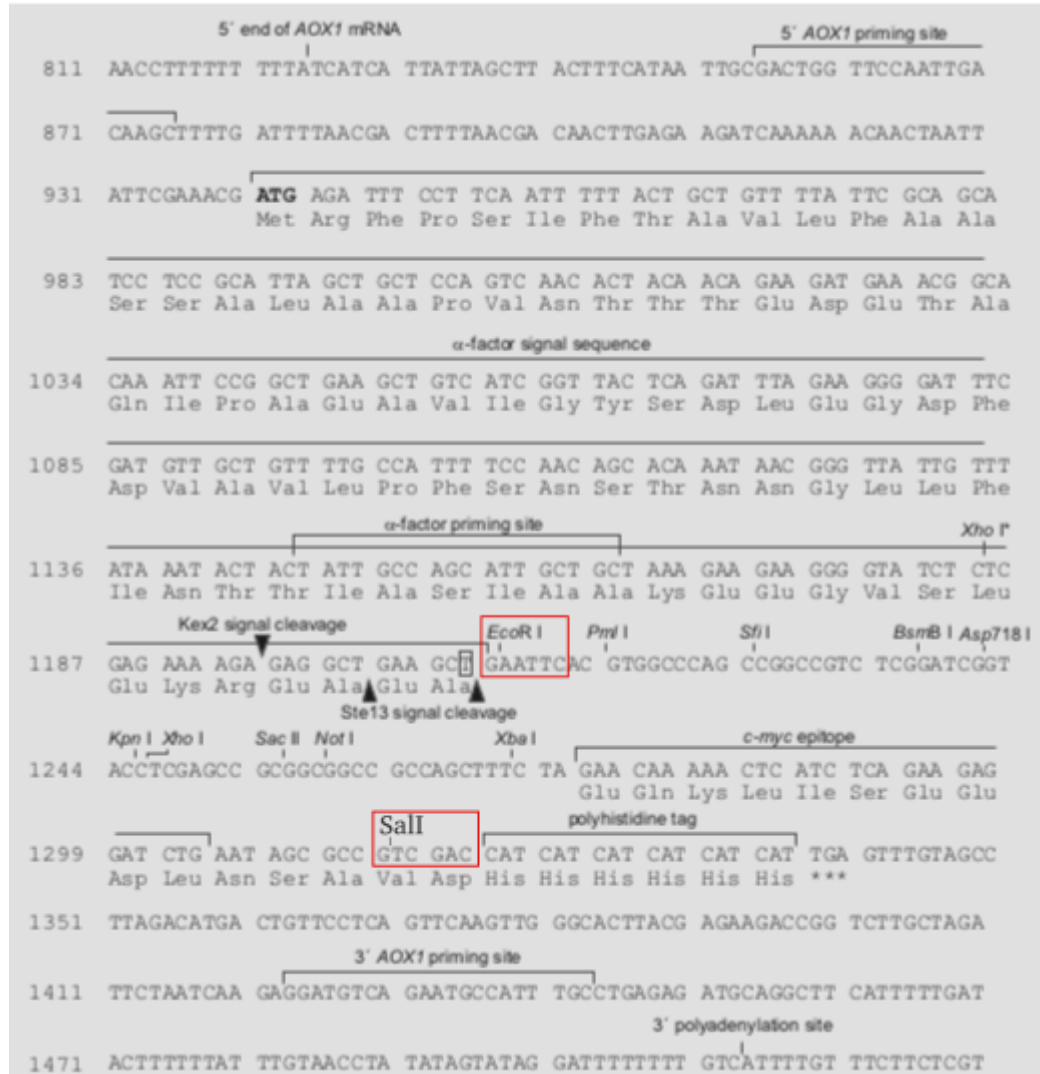 5´ end of AOX1 mRNA 5´ AOX1 priming site
811 AACCTTTTTT TTTATCATCA TTATTAGCTT ACTTTCATAA TTGCGACTGG TTCCAATTGA
871 CAAGCTTTTG ATTTTAACGA CTTTTAACGA CAACTTGAGA AGATCAAAAA ACAACTAATT
931 ATTCGAAACG ATG AGA TTT CCT TCA ATT TTT ACT GCT GTT TTA TTC GCA GCA
Met Arg Phe Pro Ser Ile Phe Thr Ala Val Leu Phe Ala Ala
983 TCC TCC GCA TTA GCT GCT CCA GTC AAC ACT ACA ACA GAA GAT GAA ACG GCA
Ser Ser Ala Leu Ala Ala Pro Val Asn Thr Thr Thr Glu Asp Glu Thr Ala
α-factor signal sequence
1034 CAA ATT CCG GCT GAA GCT GTC ATC GGT TAC TCA GAT TTA GAA GGG GAT TTC
Gln Ile Pro Ala Glu Ala Val Ile Gly Tyr Ser Asp Leu Glu Gly Asp Phe
1085 GAT GTT GCT GTT TTG CCA TTT TCC AAC AGC ACA AAT AAC GGG TTA TTG TTT
Asp Val Ala Val Leu Pro Phe Ser Asn Ser Thr Asn Asn Gly Leu Leu Phe
α-factor priming site Xho I*
1136 ATA AAT ACT ACT ATT GCC AGC ATT GCT GCT AAA GAA GAA GGG GTA TCT CTC
Ile Asn Thr Thr Ile Ala Ser Ile Ala Ala Lys Glu Glu Gly Val Ser Leu
Kex2 signal cleavage EcoR I Pml I Sfi I BsmB I Asp718 I
1187 GAG AAA AGA GAG GCT GAA GCT GAATTCAC GTGGCCCAG CCGGCCGTC TCGGATCGGT
Glu Lys Arg Glu Ala Glu Ala
Ste13 signal cleavage
Kpn I Xho I Sac II Not I Xba I c-myc epitope
1244 ACCTCGAGCC GCGGCGGCC GCCAGCTTTC TA GAA CAA AAA CTC ATC TCA GAA GAG
Glu Gln Lys Leu Ile Ser Glu Glu
SalI polyhistidine tag
1299 GAT CTG AAT AGC GCC GTC GAC CAT CAT CAT CAT CAT CAT TGA GTTTGTAGCC
Asp Leu Asn Ser Ala Val Asp His His His His His His ***
1351 TTAGACATGA CTGTTCCTCA GTTCAAGTTG GGCACTTACG AGAAGACCGG TCTTGCTAGA
3´ AOX1 priming site
1411 TTCTAATCAA GAGGATGTCA GAATGCCATT TGCCTGAGAG ATGCAGGCTT CATTTTTGAT
3´ polyadenylation site
1471 ACTTTTTTAT TTGTAACCTA TATAGTATAG GATTTTTTTT GTCATTTTGT TTCTTCTCGT